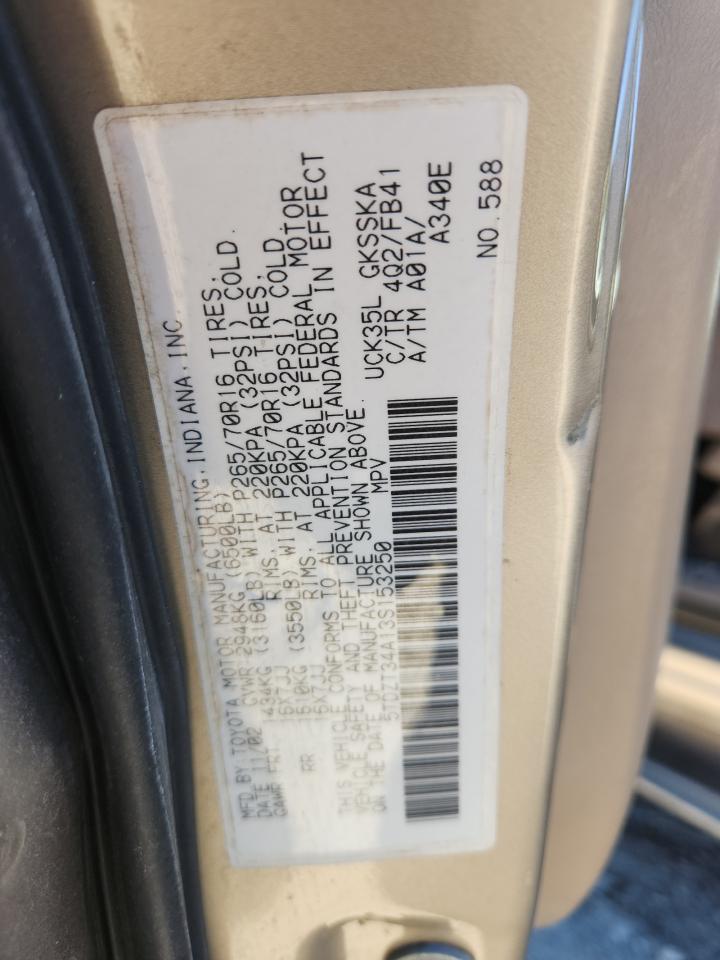 MFD.BY:TOYOTA MOTOR MANUFACTURING,INDIANA,INC.
DATE 11/02 GVWR 2948KG (6500LB)
GAWR FRT 1434KG (3160LB) WITH P265/70R16 TIRES.
16X7JJ RIMS. AT 220KPA (32PSI) COLD.
RR 1610KG (3550LB) WITH P265/70R16 TIRES.
16X7JJ RIMS. AT 220KPA (32PSI) COLD.
THIS VEHICLE CONFORMS TO ALL APPLICABLE FEDERAL MOTOR
VEHICLE SAFETY AND THEFT PREVENTION STANDARDS IN EFFECT
ON THE DATE OF MANUFACTURE SHOWN ABOVE.
5TDZT34A13S153250 MPV
UCK35L GKSSKA
C/TR 4Q2/FB41
A/TM A01A/
A340E
NO. 588